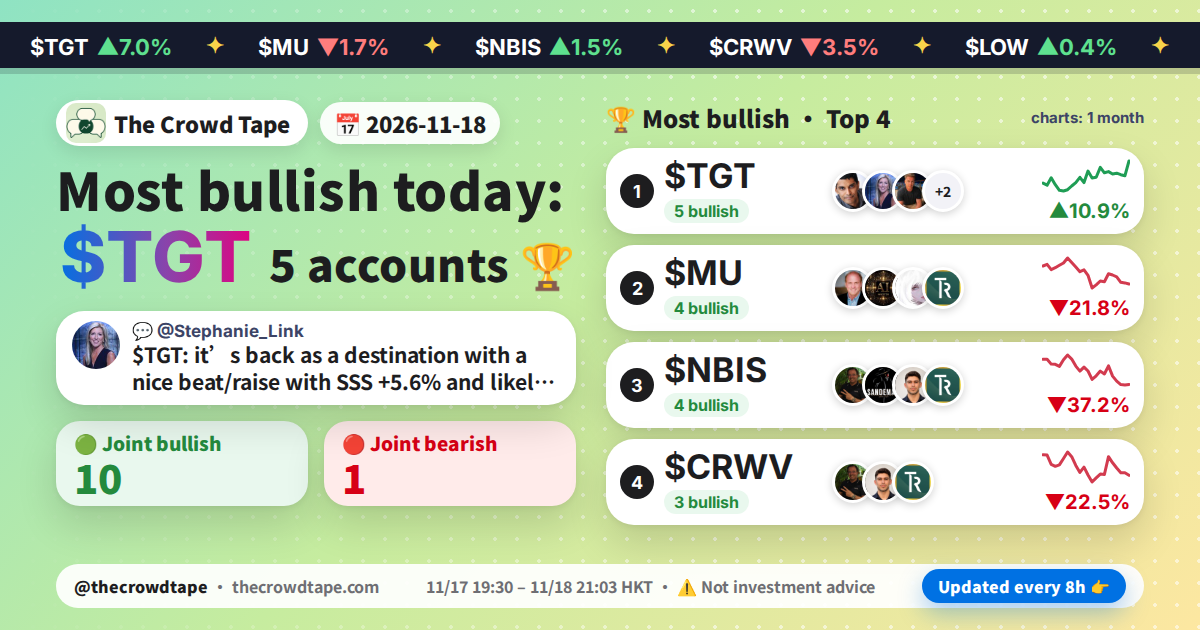 $TGT ▲7.0% ✦ $MU ▼1.7% ✦ $NBIS ▲1.5% ✦ $CRWV ▼3.5% ✦ $LOW ▲0.4% ✦
The Crowd Tape
📅 2026-11-18
Most bullish today:
$TGT 5 accounts 🏆
💬 @Stephanie_Link
$TGT: it’s back as a destination with a
nice beat/raise with SSS +5.6% and likel…
🟢 Joint bullish
10
🔴 Joint bearish
1
🏆 Most bullish • Top 4
charts: 1 month
1
$TGT
5 bullish
+2
▲10.9%
2
$MU
4 bullish
TR
▼21.8%
3
$NBIS
4 bullish
TR
▼37.2%
4
$CRWV
3 bullish
TR
▼22.5%
@thecrowdtape • thecrowdtape.com
11/17 19:30 – 11/18 21:03 HKT • ⚠️ Not investment advice
Updated every 8h 👉